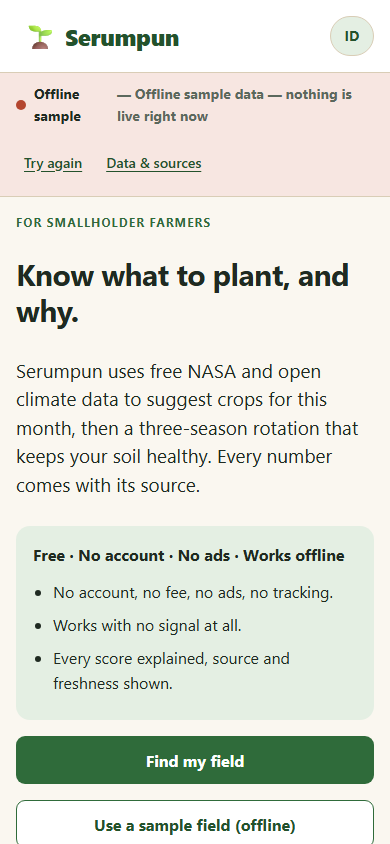 Serumpun
ID
Offline
sample
— Offline sample data — nothing is
live right now
Try again
Data & sources
FOR SMALLHOLDER FARMERS
Know what to plant, and
why.
Serumpun uses free NASA and open
climate data to suggest crops for this
month, then a three-season rotation that
keeps your soil healthy. Every number
comes with its source.
Free · No account · No ads · Works offline
No account, no fee, no ads, no tracking.
Works with no signal at all.
Every score explained, source and
freshness shown.
Find my field
Use a sample field (offline)